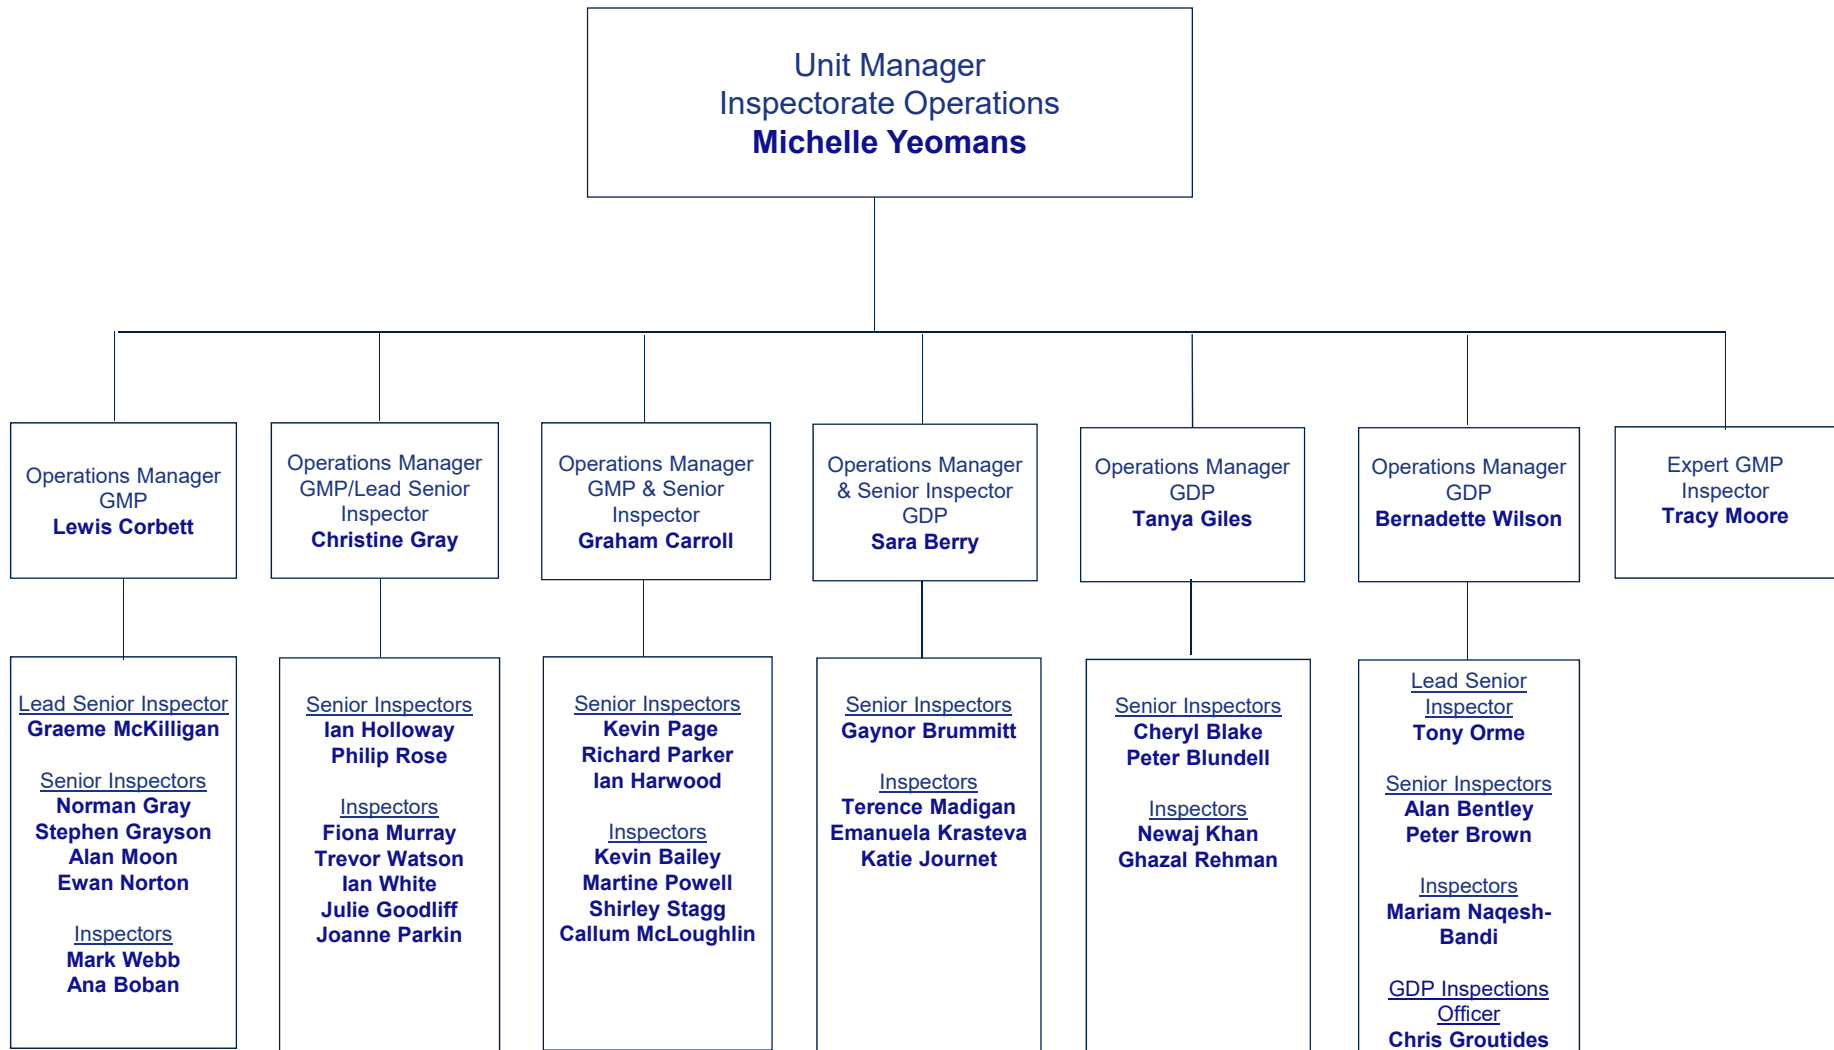 Unit Manager
Inspectorate Operations
Michelle Yeomans
Operations Manager
GMP
Lewis Corbett
Operations Manager
GMP/Lead Senior
Inspector
Christine Gray
Operations Manager
GMP & Senior
Inspector
Graham Carroll
Operations Manager
& Senior Inspector
GDP
Sara Berry
Operations Manager
GDP
Tanya Giles
Operations Manager
GDP
Bernadette Wilson
Expert GMP
Inspector
Tracy Moore
Lead Senior Inspector
Graeme McKilligan
Senior Inspectors
Norman Gray
Stephen Grayson
Alan Moon
Ewan Norton
Inspectors
Mark Webb
Ana Boban
Senior Inspectors
Ian Holloway
Philip Rose
Inspectors
Fiona Murray
Trevor Watson
Ian White
Julie Goodliff
Joanne Parkin
Senior Inspectors
Kevin Page
Richard Parker
Ian Harwood
Inspectors
Kevin Bailey
Martine Powell
Shirley Stagg
Callum McLoughlin
Senior Inspectors
Gaynor Brummitt
Inspectors
Terence Madigan
Emanuela Krasteva
Katie Journet
Senior Inspectors
Cheryl Blake
Peter Blundell
Inspectors
Newaj Khan
Ghazal Rehman
Lead Senior
Inspector
Tony Orme
Senior Inspectors
Alan Bentley
Peter Brown
Inspectors
Mariam Naqesh-
Bandi
GDP Inspections
Officer
Chris Groutides